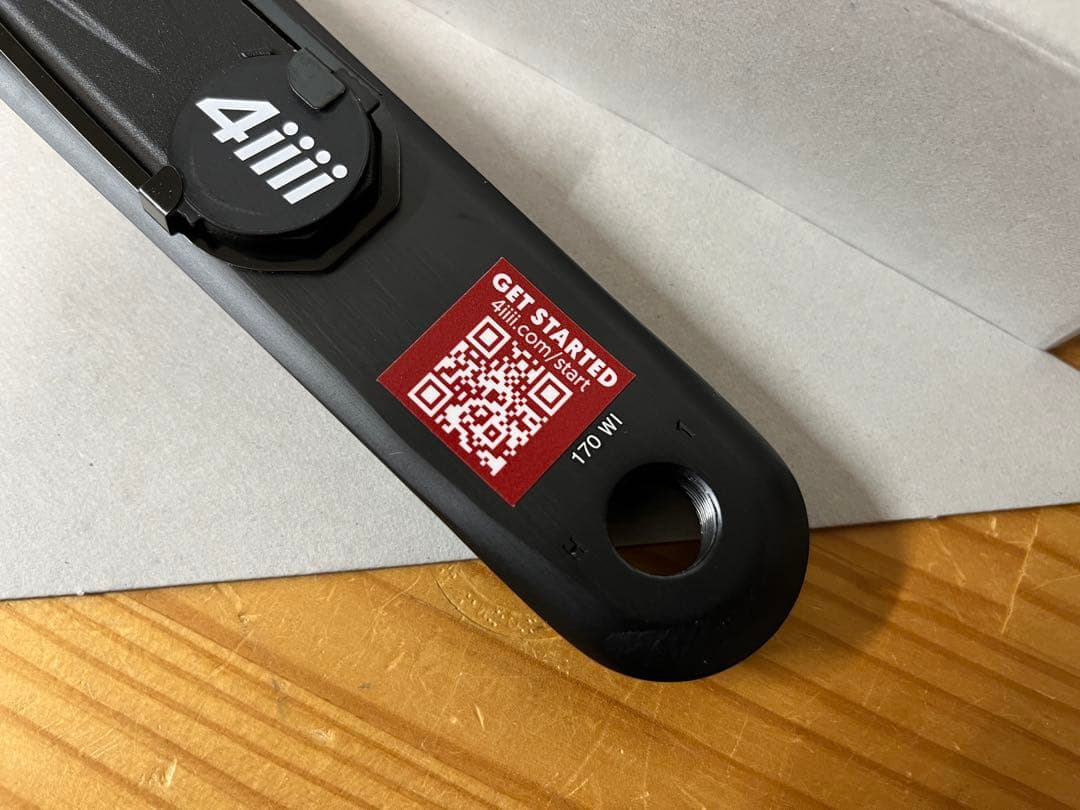 4iiii
GET STARTED
4iiii.com/start
170 WI